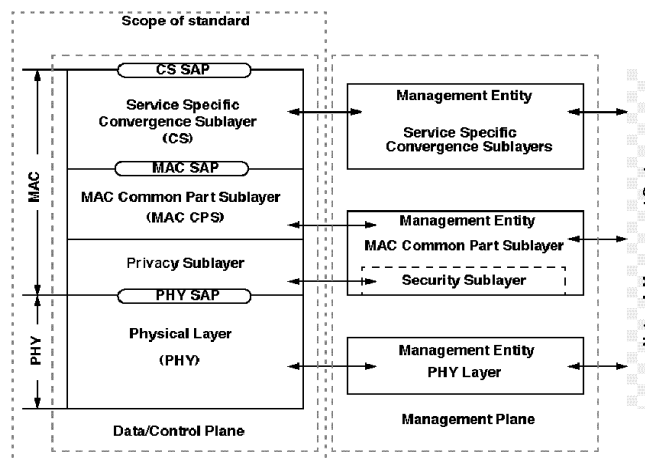 Scope of standard
CS SAP
Service Specific
Convergence Sublayer
(CS)
MAC SAP
MAC Common Part Sublayer
(MAC CPS)
Privacy Sublayer
PHY SAP
Physical Layer
(PHY)
Data/Control Plane
MAC
PHY
Management Entity
Service Specific
Convergence Sublayers
Management Entity
MAC Common Part Sublayer
Security Sublayer
Management Entity
PHY Layer
Management Plane